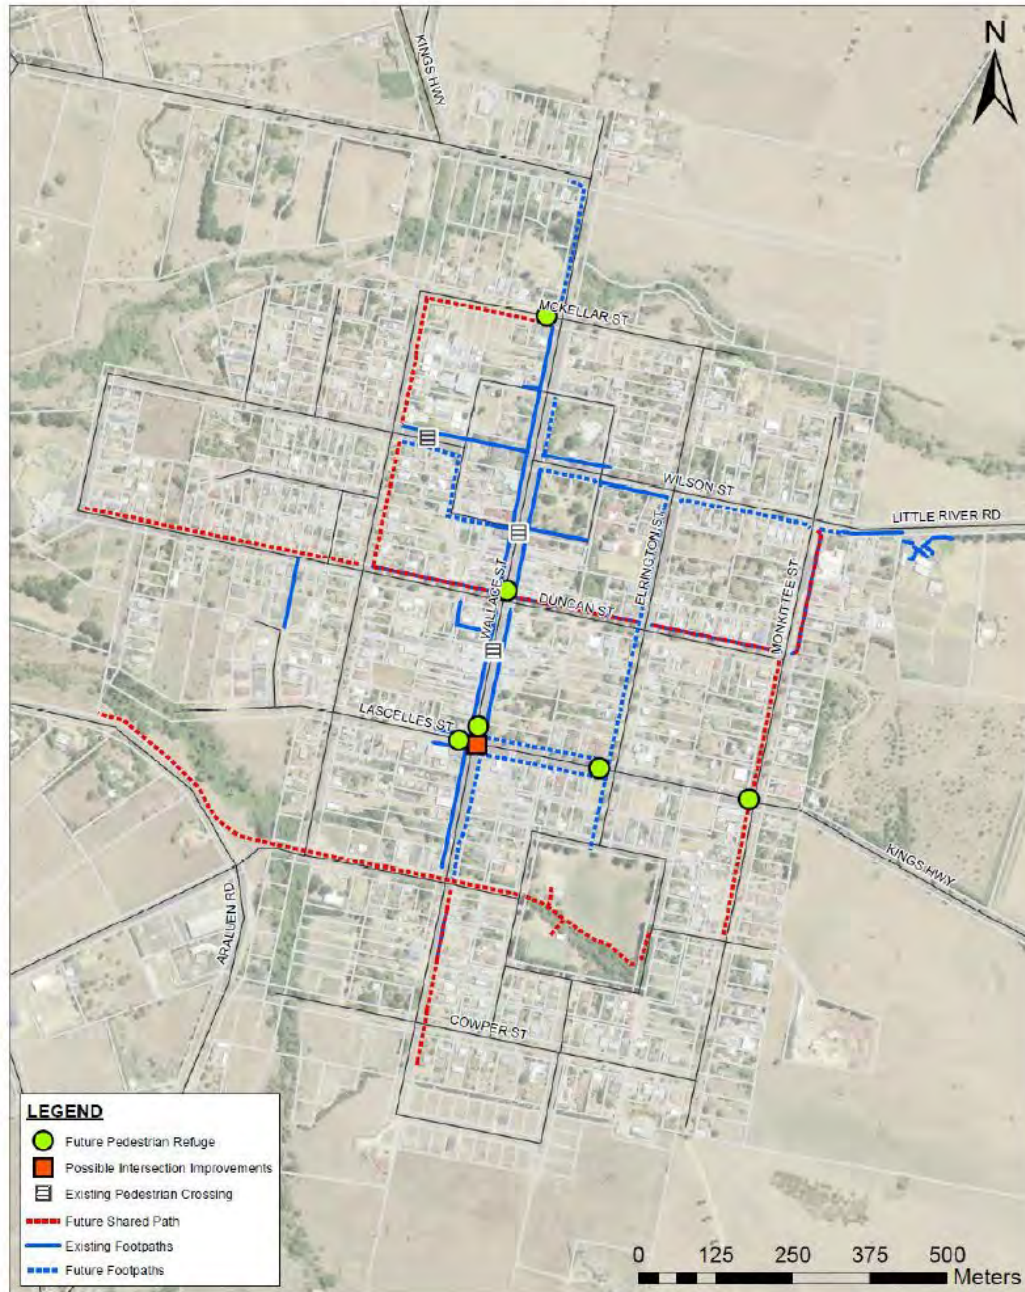 KINGS HWY
N
MCKELLAR ST
WILSON ST
LITTLE RIVER RD
ELRINGTON ST
WALLACE ST
DUNCAN ST
MONKITTEE ST
LASCELLES ST
KINGS HWY
ARALUEN RD
COWPER ST
LEGEND
Future Pedestrian Refuge
Possible Intersection Improvements
Existing Pedestrian Crossing
Future Shared Path
Existing Footpaths
Future Footpaths
0 125 250 375 500
Meters